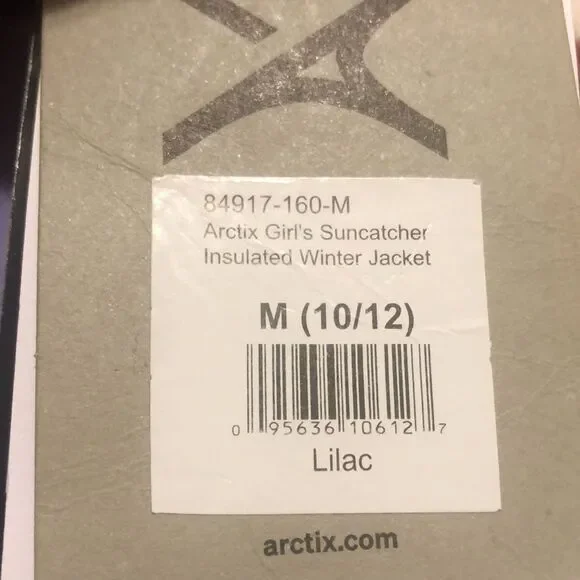 84917-160-M
Arctix Girl's Suncatcher
Insulated Winter Jacket
M (10/12)
0 95636 10612 7
Lilac
arctix.com